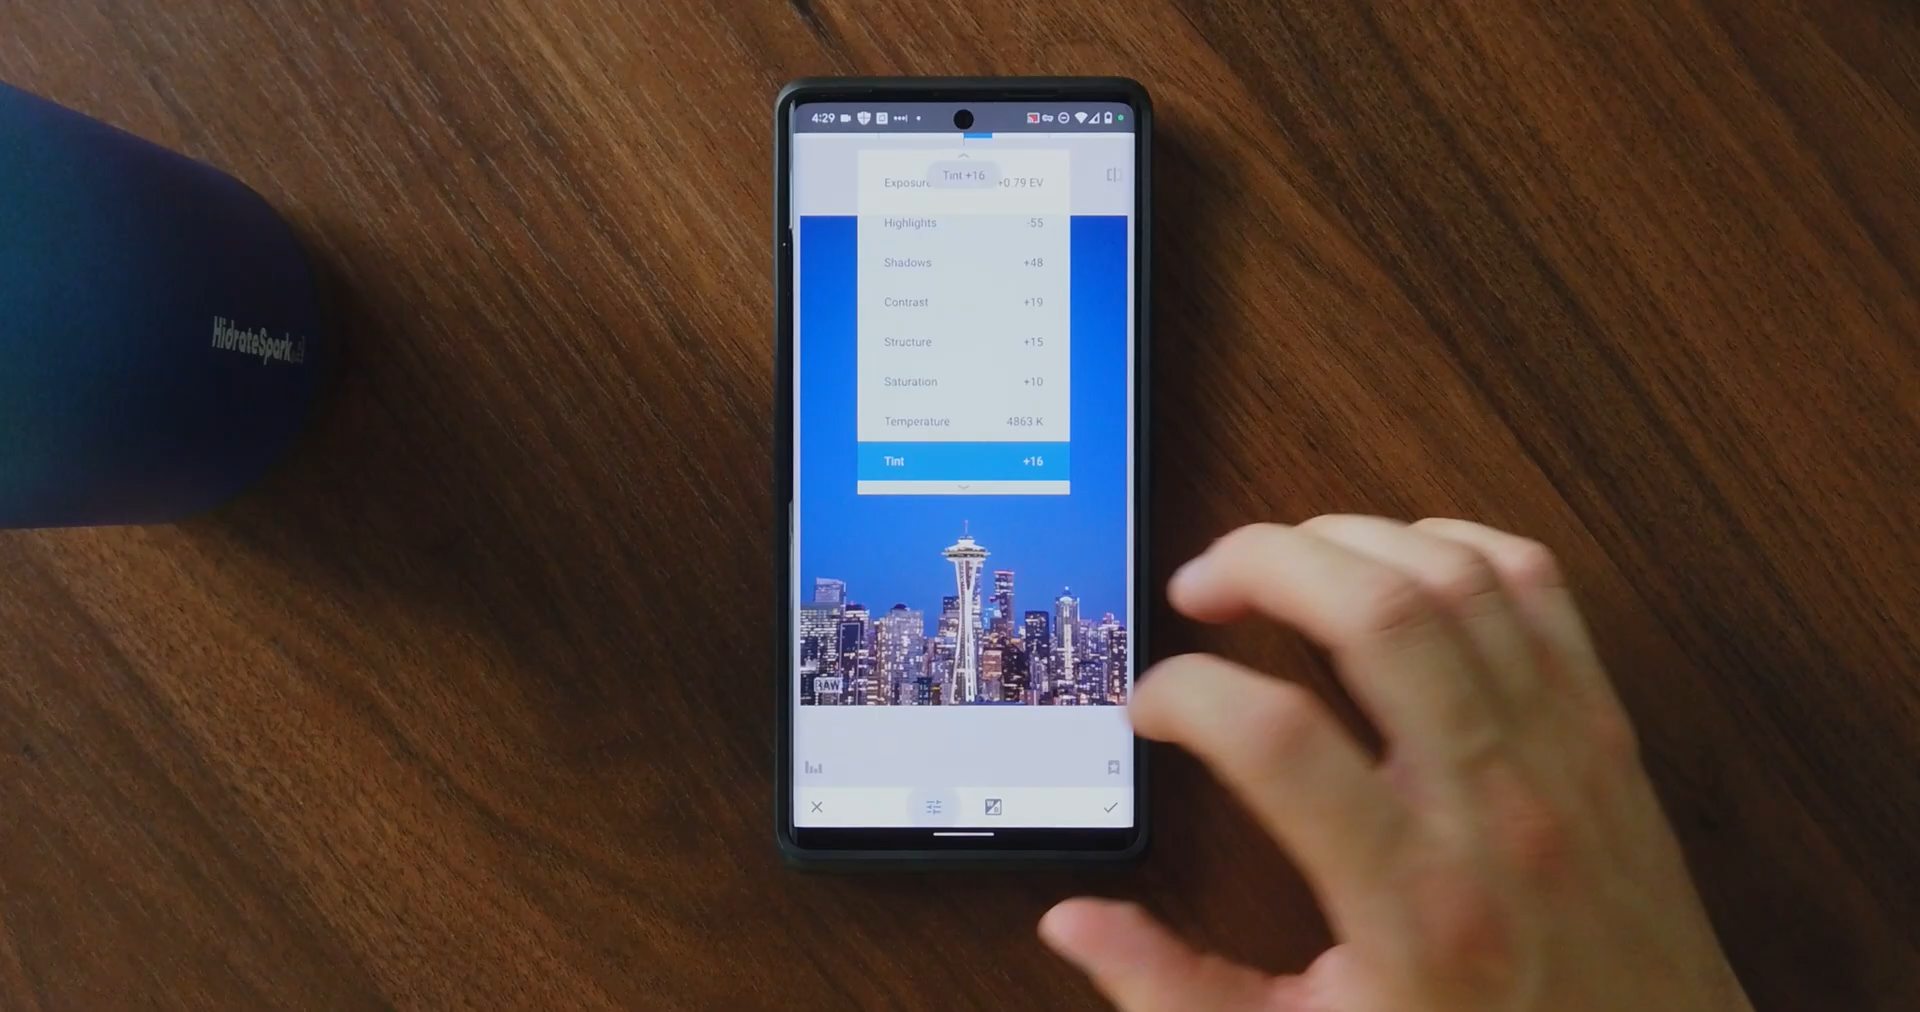 HidrateSpark
4:29
Tint +16
Exposure +0.79 EV
Highlights -55
Shadows +48
Contrast +19
Structure +15
Saturation +10
Temperature 4863 K
Tint +16
RAW